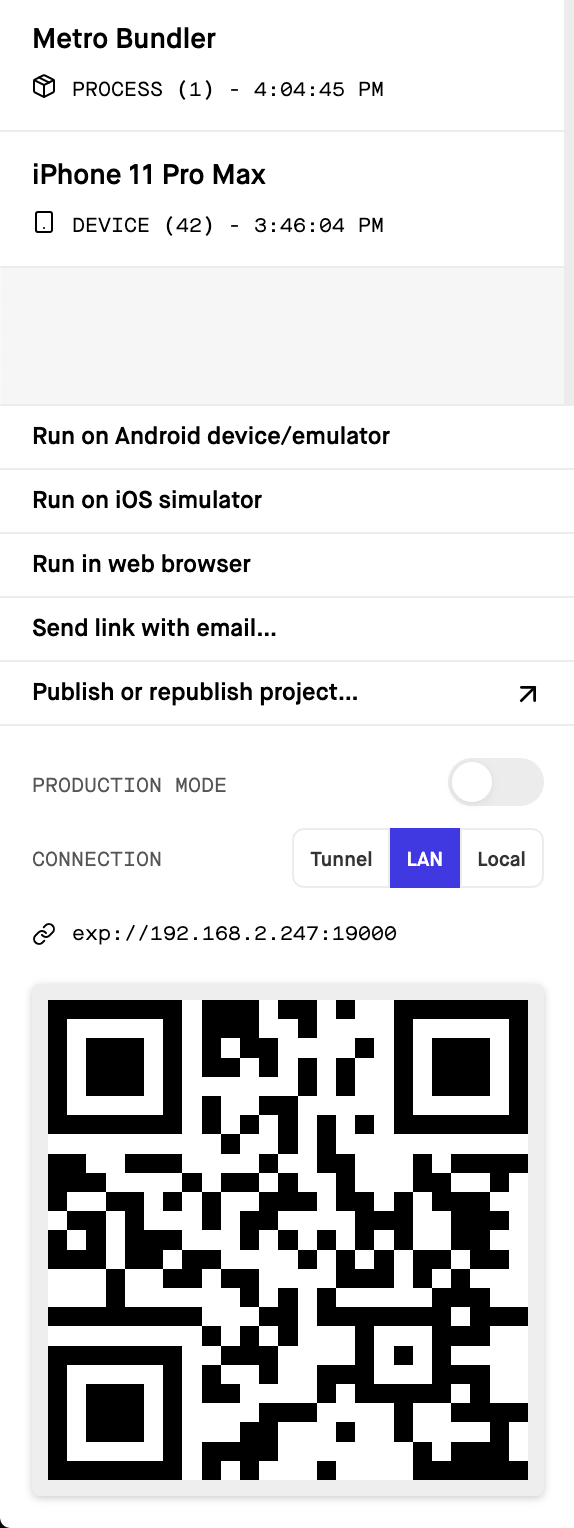 Metro Bundler
PROCESS (1) - 4:04:45 PM
iPhone 11 Pro Max
DEVICE (42) - 3:46:04 PM
Run on Android device/emulator
Run on iOS simulator
Run in web browser
Send link with email...
Publish or republish project...
PRODUCTION MODE
CONNECTION Tunnel LAN Local
exp://192.168.2.247:19000